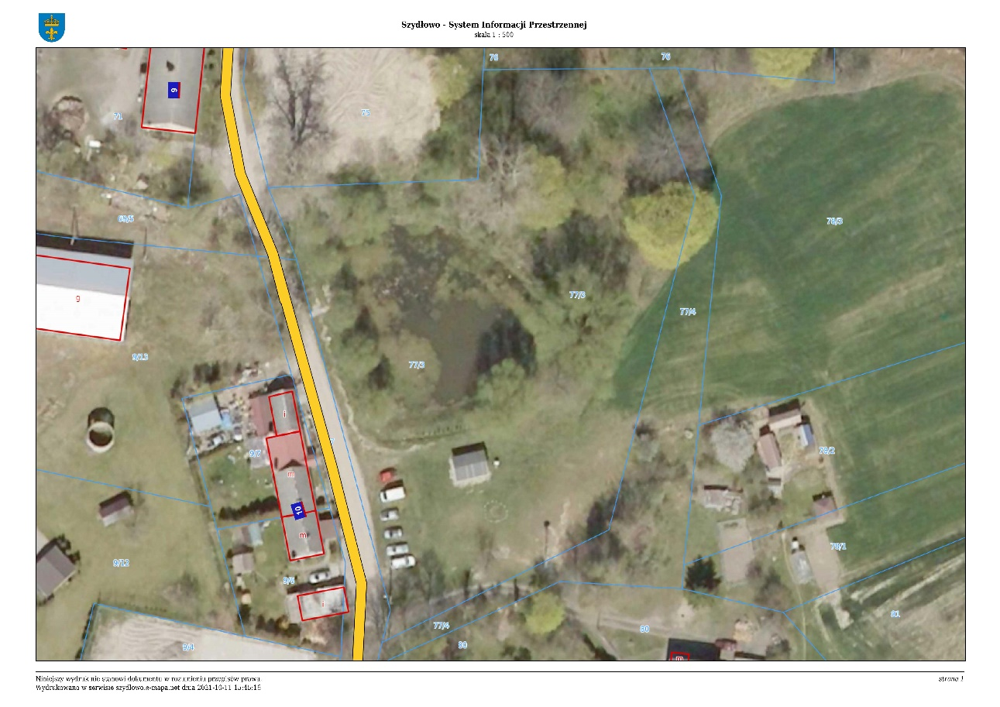 Szydłowo - System Informacji Przestrzennej
skala 1 : 500
76
76
9
75
71
69/5
76/3
g
77/3
77/4
9/13
77/3
i
9/7
76/2
m
10
m
78/1
9/12
9/6
i
77/4
81
80
9/1
80
m
Niniejszy wydruk nie stanowi dokumentu w rozumieniu przepisów prawa.
Wydrukowano w serwisie szydlowo.e-mapa.net dnia 2021-10-11 15:45:16
strona 1